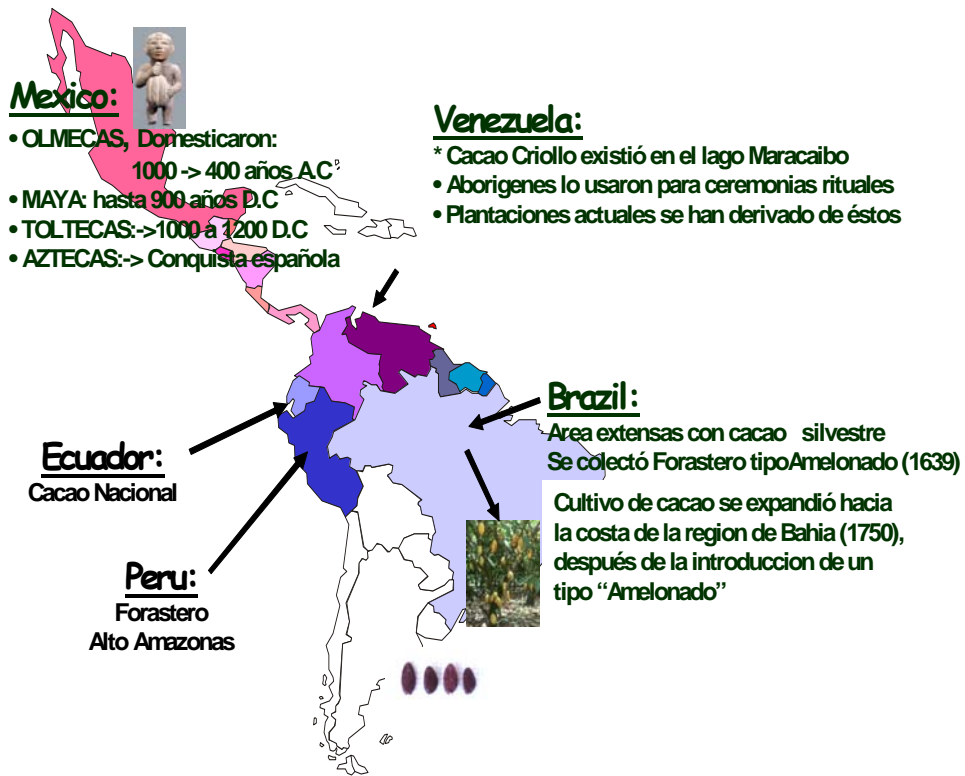 Mexico:
• OLMECAS, Domesticaron:
1000 -> 400 años A.C
• MAYA: hasta 900 años D.C
• TOLTECAS:->1000 a 1200 D.C
• AZTECAS:-> Conquista española
Venezuela:
* Cacao Criollo existió en el lago Maracaibo
• Aborigenes lo usaron para ceremonias rituales
• Plantaciones actuales se han derivado de éstos
Ecuador:
Cacao Nacional
Peru:
Forastero
Alto Amazonas
Brazil:
Area extensas con cacao silvestre
Se colectó Forastero tipoAmelonado (1639)
Cultivo de cacao se expandió hacia
la costa de la region de Bahia (1750),
después de la introduccion de un
tipo “Amelonado”